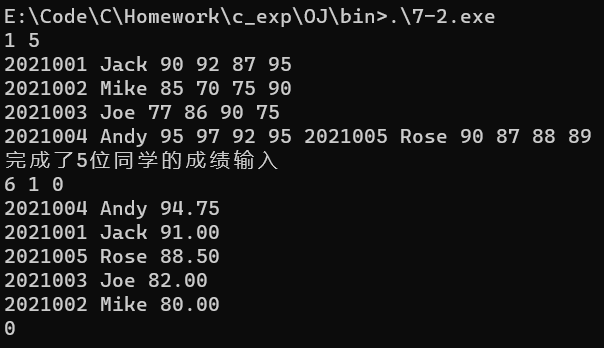 E:\Code\C\Homework\c_exp\OJ\bin>.\7-2.exe
1 5
2021001 Jack 90 92 87 95
2021002 Mike 85 70 75 90
2021003 Joe 77 86 90 75
2021004 Andy 95 97 92 95 2021005 Rose 90 87 88 89
完成了5位同学的成绩输入
6 1 0
2021004 Andy 94.75
2021001 Jack 91.00
2021005 Rose 88.50
2021003 Joe 82.00
2021002 Mike 80.00
0